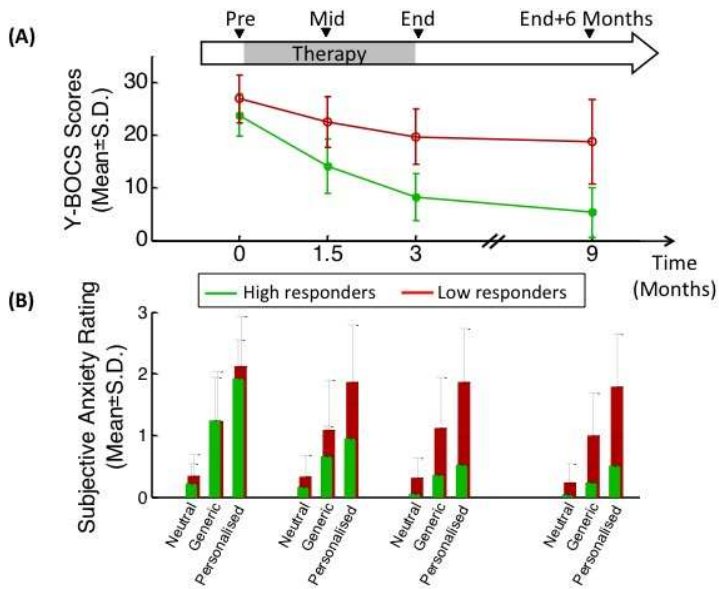 Pre Mid End End+6 Months
(A)
Therapy
30
20
10
0
Y-BOCS Scores
(Mean±S.D.)
0 1.5 3 9
Time
(Months)
High responders Low responders
(B)
3
2
1
0
Subjective Anxiety Rating
(Mean±S.D.)
Neutral Generic Personalised Neutral Generic Personalised Neutral Generic Personalised Neutral Generic Personalised